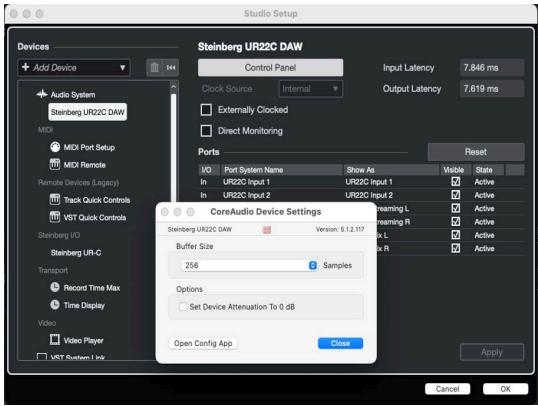 Studio Setup
Devices
+ Add Device
Audio System
Steinberg UR22C DAW
MIDI
MIDI Port Setup
MIDI Remote
Remote Devices (Legacy)
Track Quick Controls
VST Quick Controls
Steinberg I/O
Steinberg UR-C
Transport
Record Time Max
Time Display
Video
Video Player
VST System Link
Steinberg UR22C DAW
Control Panel
Input Latency 7.846 ms
Clock Source Internal
Output Latency 7.619 ms
Externally Clocked
Direct Monitoring
Ports Reset
I/O Port System Name Show As Visible State
In UR22C Input 1 UR22C Input 1 Active
In UR22C Input 2 UR22C Input 2 Active
reaming L Active
reaming R Active
ix L Active
ix R Active
CoreAudio Device Settings
Steinberg UR22C DAW Version: 5.1.2.117
Buffer Size
256 Samples
Options
Set Device Attenuation To 0 dB
Open Config App Close
Apply
Cancel OK